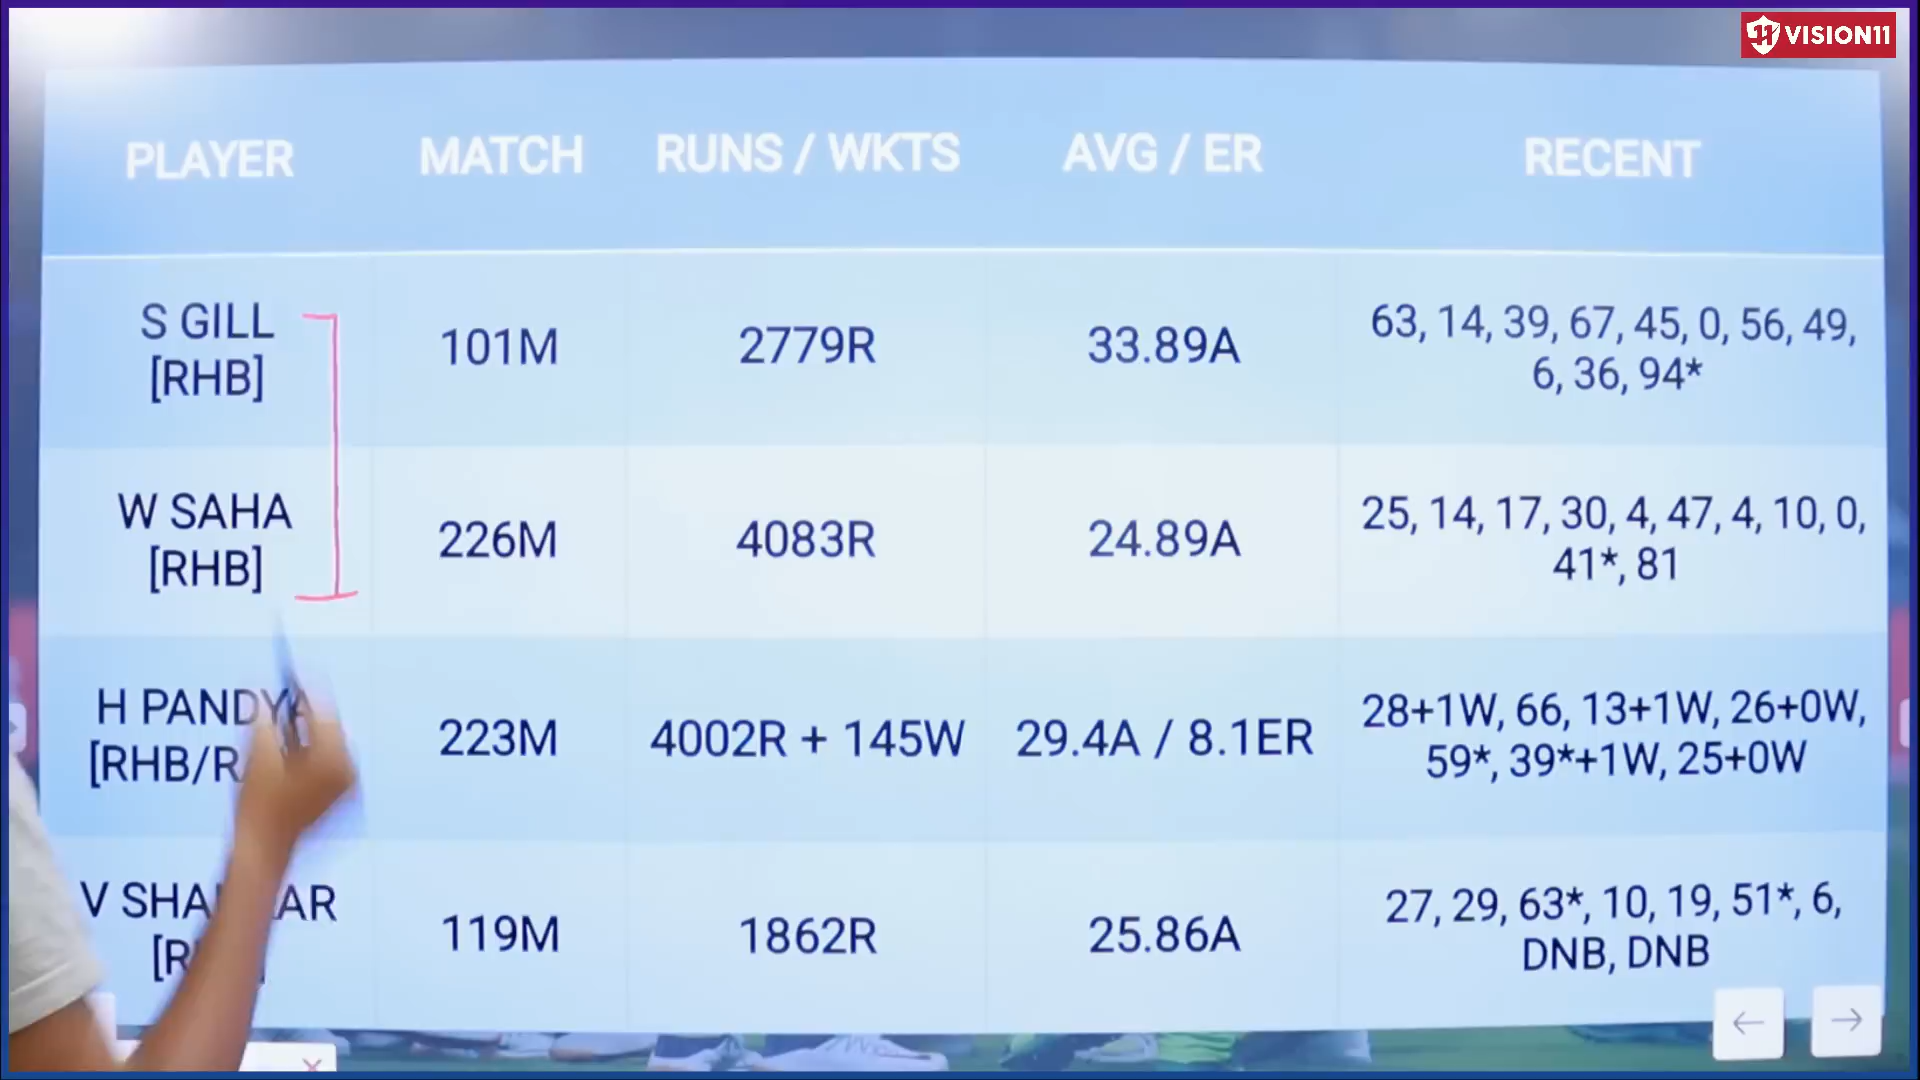 VISION11
PLAYER MATCH RUNS / WKTS AVG / ER RECENT
S GILL
[RHB]
101M 2779R 33.89A
63, 14, 39, 67, 45, 0, 56, 49,
6, 36, 94*
W SAHA
[RHB]
226M 4083R 24.89A
25, 14, 17, 30, 4, 47, 4, 10, 0,
41*, 81
H PANDYA
223M 4002R + 145W 29.4A / 8.1ER
28+1W, 66, 13+1W, 26+0W,
59*, 39*+1W, 25+0W
119M 1862R 25.86A
27, 29, 63*, 10, 19, 51*, 6,
DNB, DNB